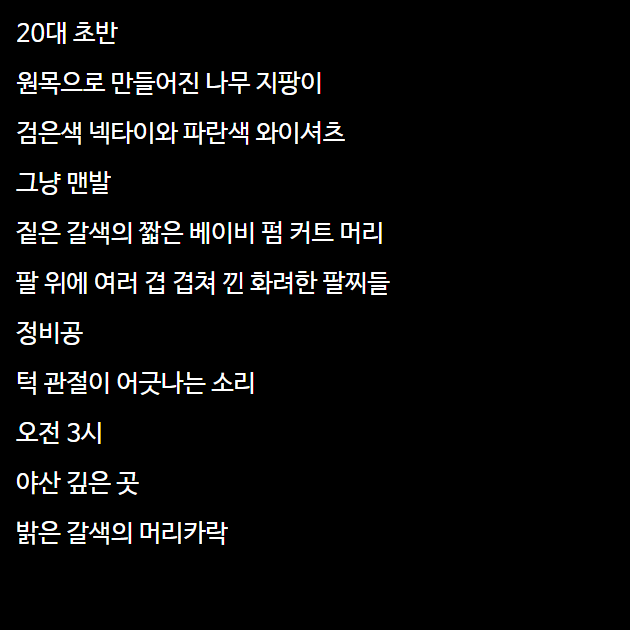 20대 초반
원목으로 만들어진 나무 지팡이
검은색 넥타이와 파란색 와이셔츠
그냥 맨발
짙은 갈색의 짧은 베이비 펌 커트 머리
팔 위에 여러 겹 겹쳐 낀 화려한 팔찌들
정비공
턱 관절이 어긋나는 소리
오전 3시
야산 깊은 곳
밝은 갈색의 머리카락